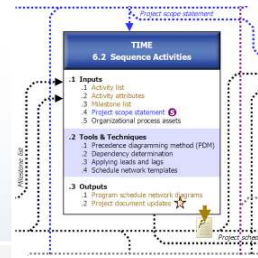 Project scope statement
TIME
6.2 Sequence Activities
.1 Inputs
.1 Activity list
.2 Activity attributes
.3 Milestone list
.4 Project scope statement S
.5 Organizational process assets
.2 Tools & Techniques
.1 Precedence diagramming method (PDM)
.2 Dependency determination
.3 Applying leads and lags
.4 Schedule network templates
.3 Outputs
.1 Program schedule network diagrams
.2 Project document updates
Milestone list
Project